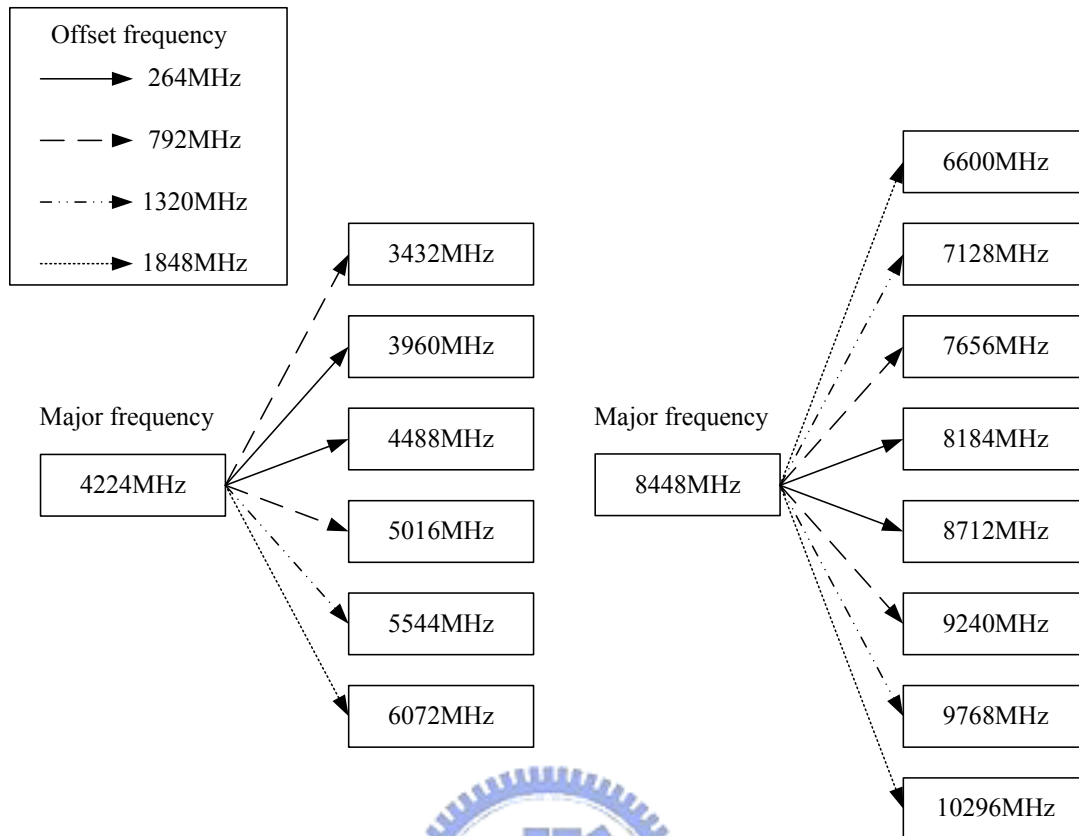 Offset frequency
264MHz
792MHz
1320MHz
1848MHz
Major frequency
4224MHz
3432MHz
3960MHz
4488MHz
5016MHz
5544MHz
6072MHz
Major frequency
8448MHz
6600MHz
7128MHz
7656MHz
8184MHz
8712MHz
9240MHz
9768MHz
10296MHz